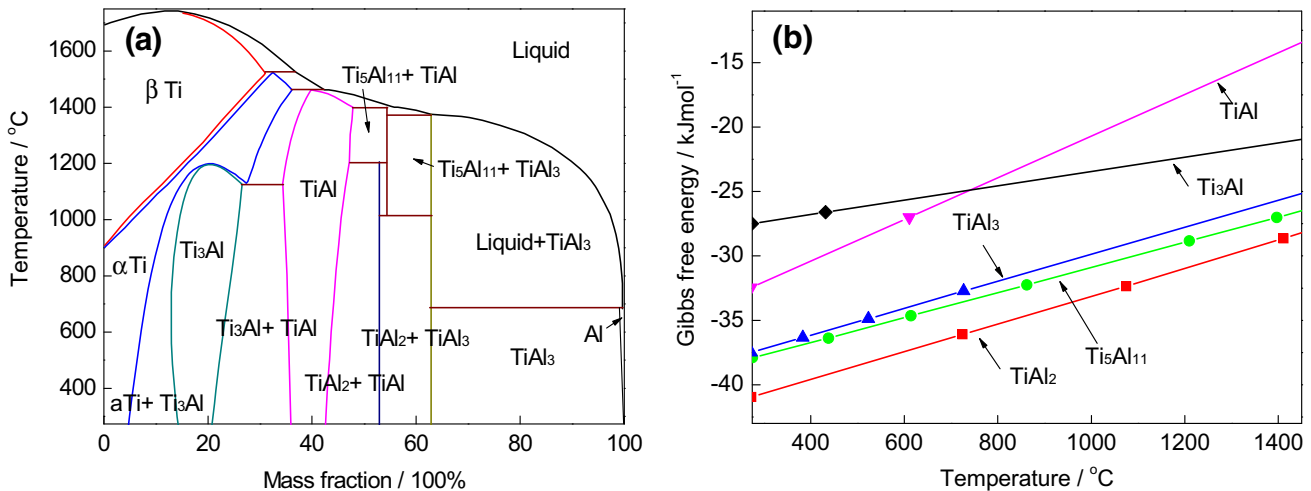 (a)
Temperature / °C
1600
1400
1200
1000
800
600
400
0
20
40
60
80
100
Mass fraction / 100%
Liquid
β Ti
Ti5Al11+ TiAl
Ti5Al11+ TiAl3
TiAl
Ti3Al
αTi
Liquid+TiAl3
Ti3Al+ TiAl
TiAl2+ TiAl3
Al
TiAl3
TiAl2+ TiAl
aTi+ Ti3Al
(b)
Gibbs free energy / kJmol-1
-15
-20
-25
-30
-35
-40
400
600
800
1000
1200
1400
Temperature / °C
TiAl
Ti3Al
TiAl3
Ti5Al11
TiAl2